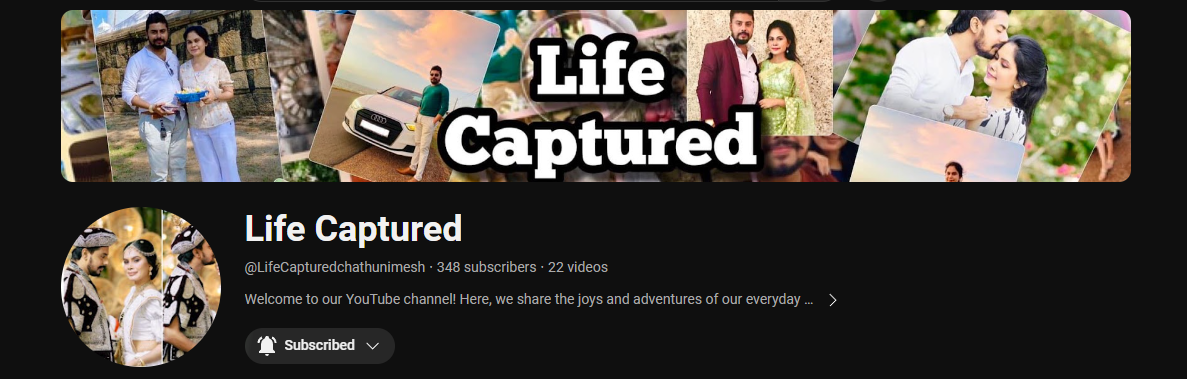 Life
Captured
Life Captured
@LifeCapturedchathunimesh · 348 subscribers · 22 videos
Welcome to our YouTube channel! Here, we share the joys and adventures of our everyday ...
Subscribed